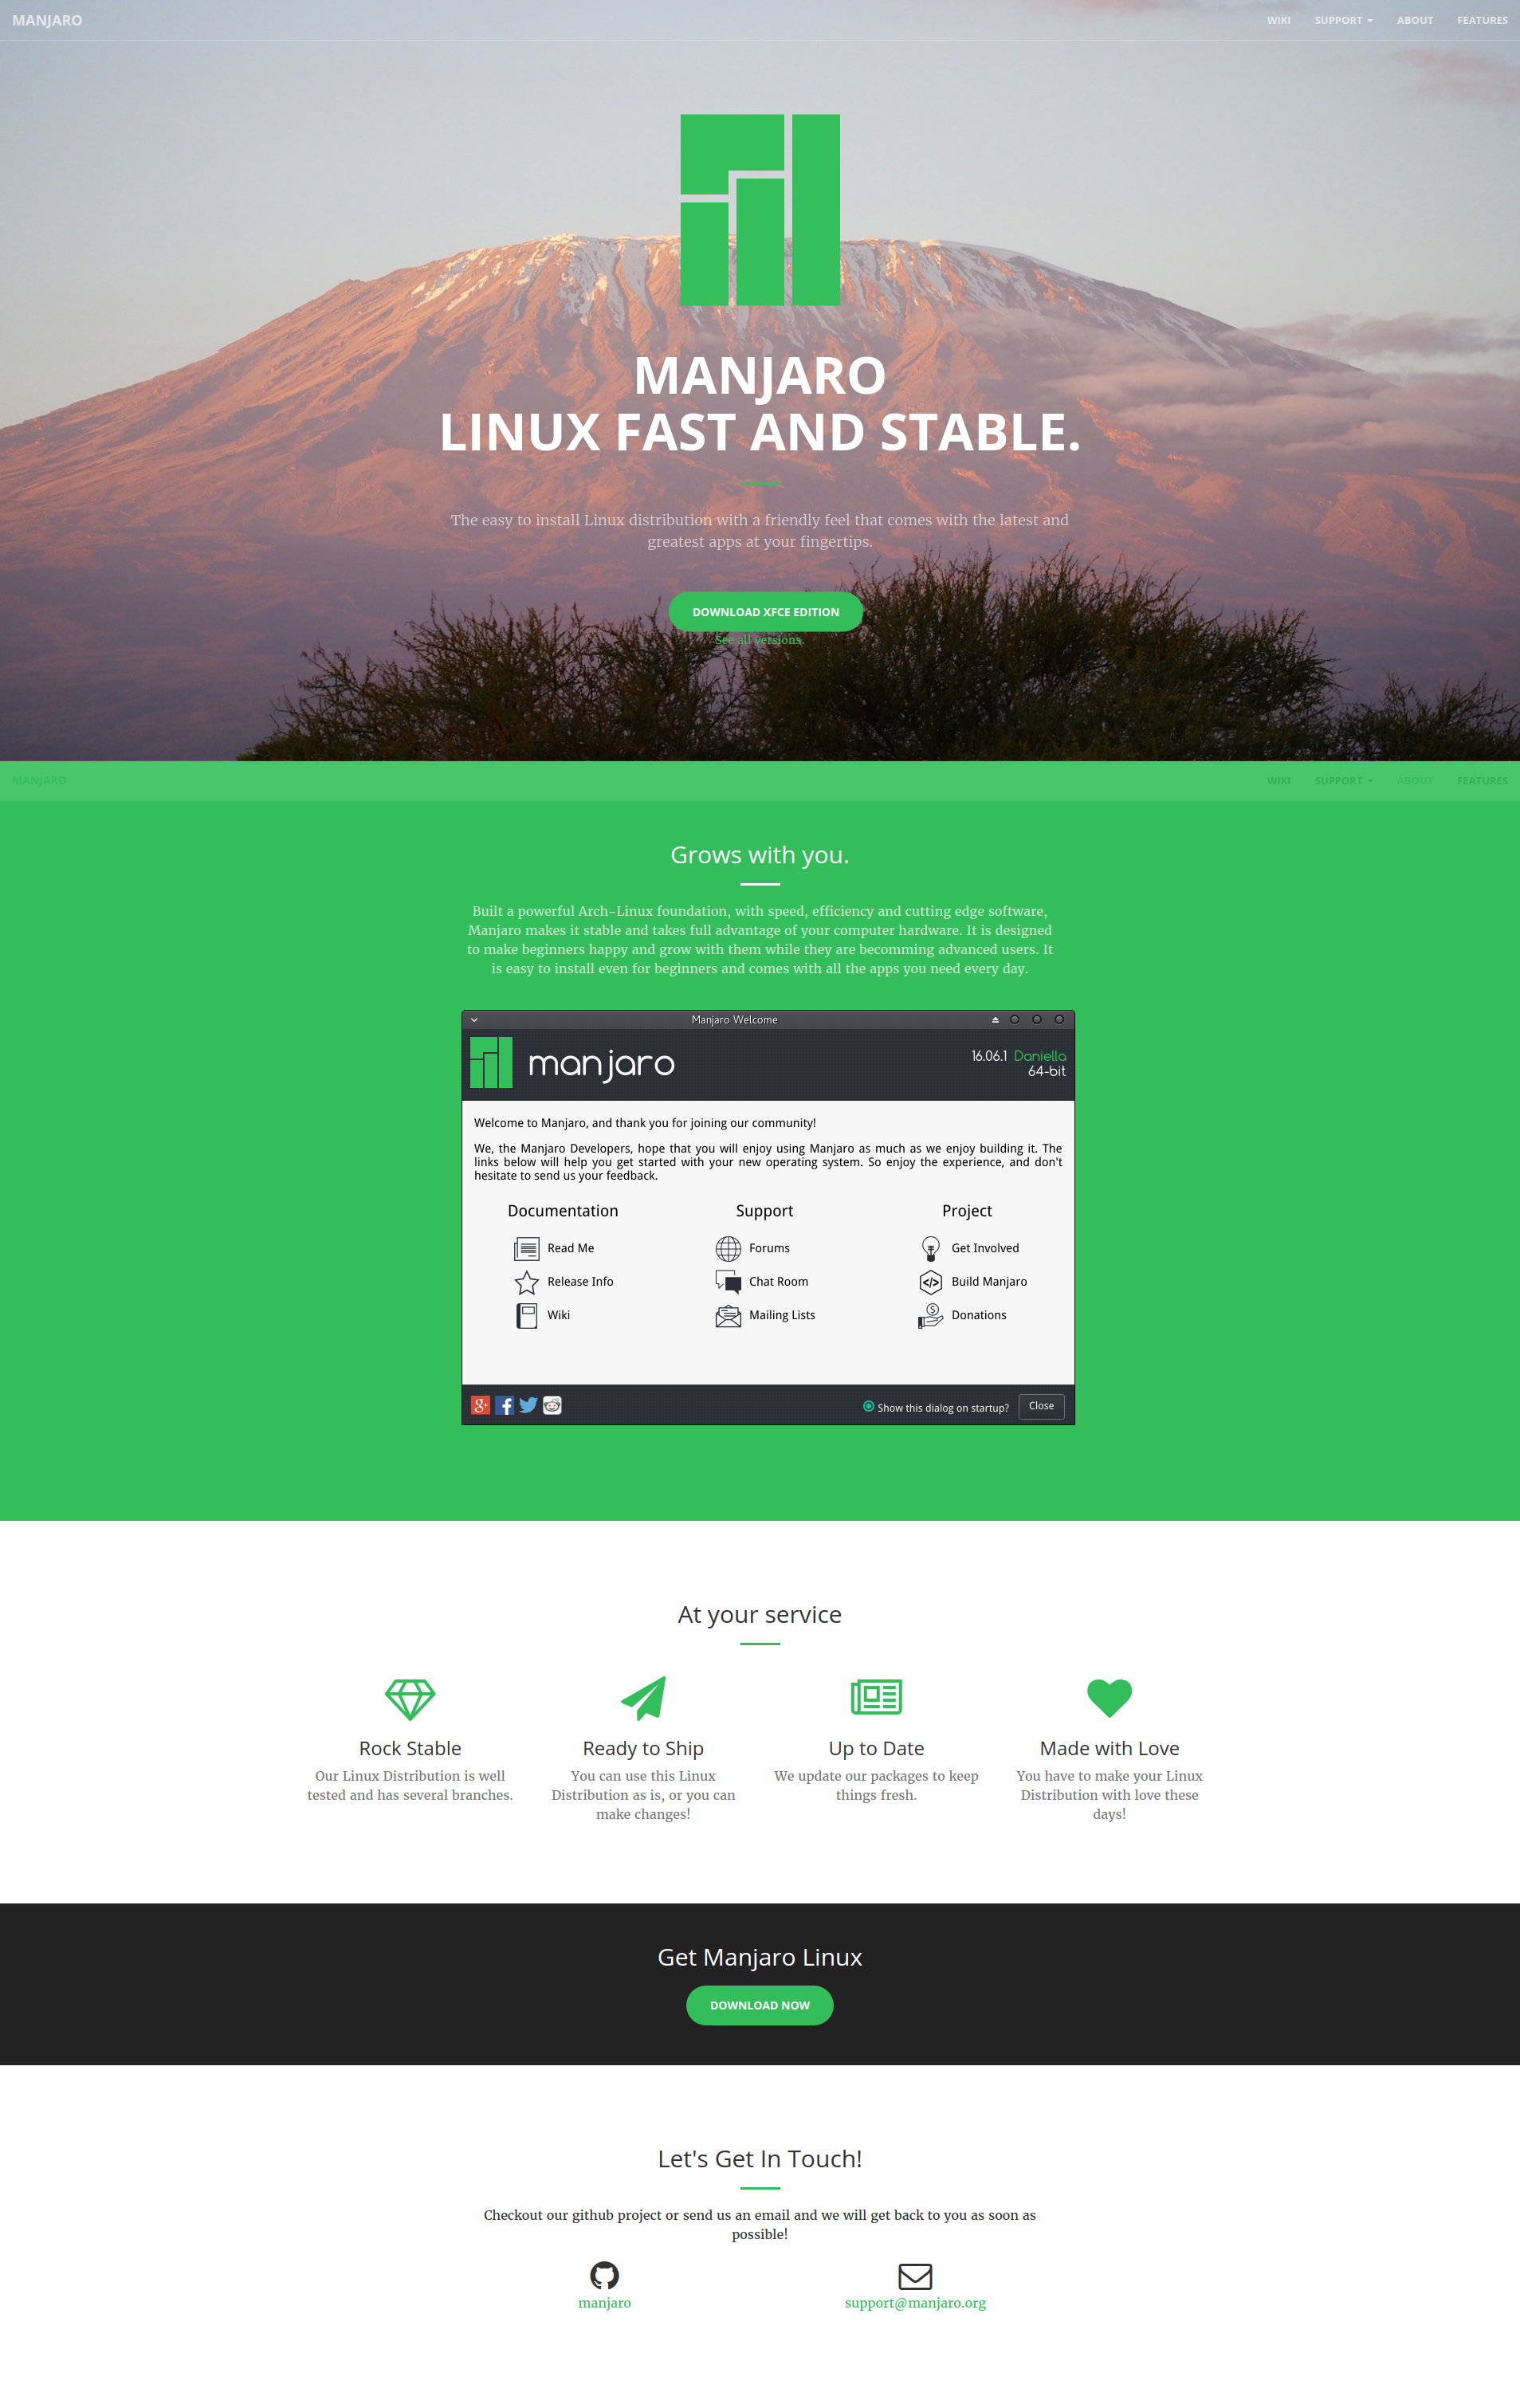 MANJARO
WIKI SUPPORT ABOUT FEATURES
MANJARO
LINUX FAST AND STABLE.
The easy to install Linux distribution with a friendly feel that comes with the latest and
greatest apps at your fingertips.
DOWNLOAD XFCE EDITION
See all versions.
MANJARO
WIKI SUPPORT ABOUT FEATURES
Grows with you.
Built a powerful Arch-Linux foundation, with speed, efficiency and cutting edge software,
Manjaro makes it stable and takes full advantage of your computer hardware. It is designed
to make beginners happy and grow with them while they are becomming advanced users. It
is easy to install even for beginners and comes with all the apps you need every day.
Manjaro Welcome
manjaro
16.06.1 Daniella
64-bit
Welcome to Manjaro, and thank you for joining our community!
We, the Manjaro Developers, hope that you will enjoy using Manjaro as much as we enjoy building it. The
links below will help you get started with your new operating system. So enjoy the experience, and don't
hesitate to send us your feedback.
Documentation Support Project
Read Me Forums Get Involved
Release Info Chat Room Build Manjaro
Wiki Mailing Lists Donations
Show this dialog on startup? Close
At your service
Rock Stable
Our Linux Distribution is well
tested and has several branches.
Ready to Ship
You can use this Linux
Distribution as is, or you can
make changes!
Up to Date
We update our packages to keep
things fresh.
Made with Love
You have to make your Linux
Distribution with love these
days!
Get Manjaro Linux
DOWNLOAD NOW
Let's Get In Touch!
Checkout our github project or send us an email and we will get back to you as soon as
possible!
manjaro
support@manjaro.org